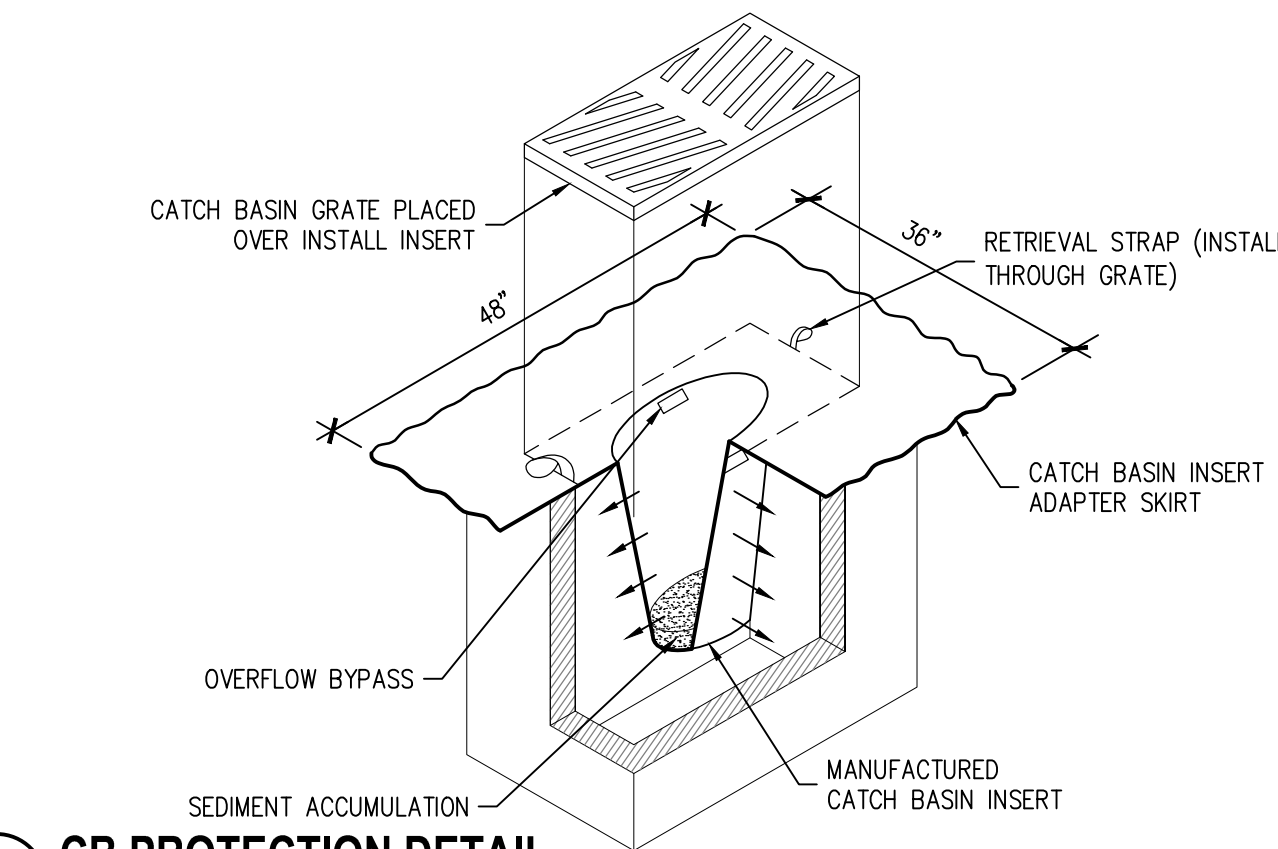 CATCH BASIN GRATE PLACED
OVER INSTALL INSERT
48"
36"
RETRIEVAL STRAP (INSTALL
THROUGH GRATE)
CATCH BASIN INSERT
ADAPTER SKIRT
OVERFLOW BYPASS
MANUFACTURED
CATCH BASIN INSERT
SEDIMENT ACCUMULATION
CB PROTECTION DETAIL